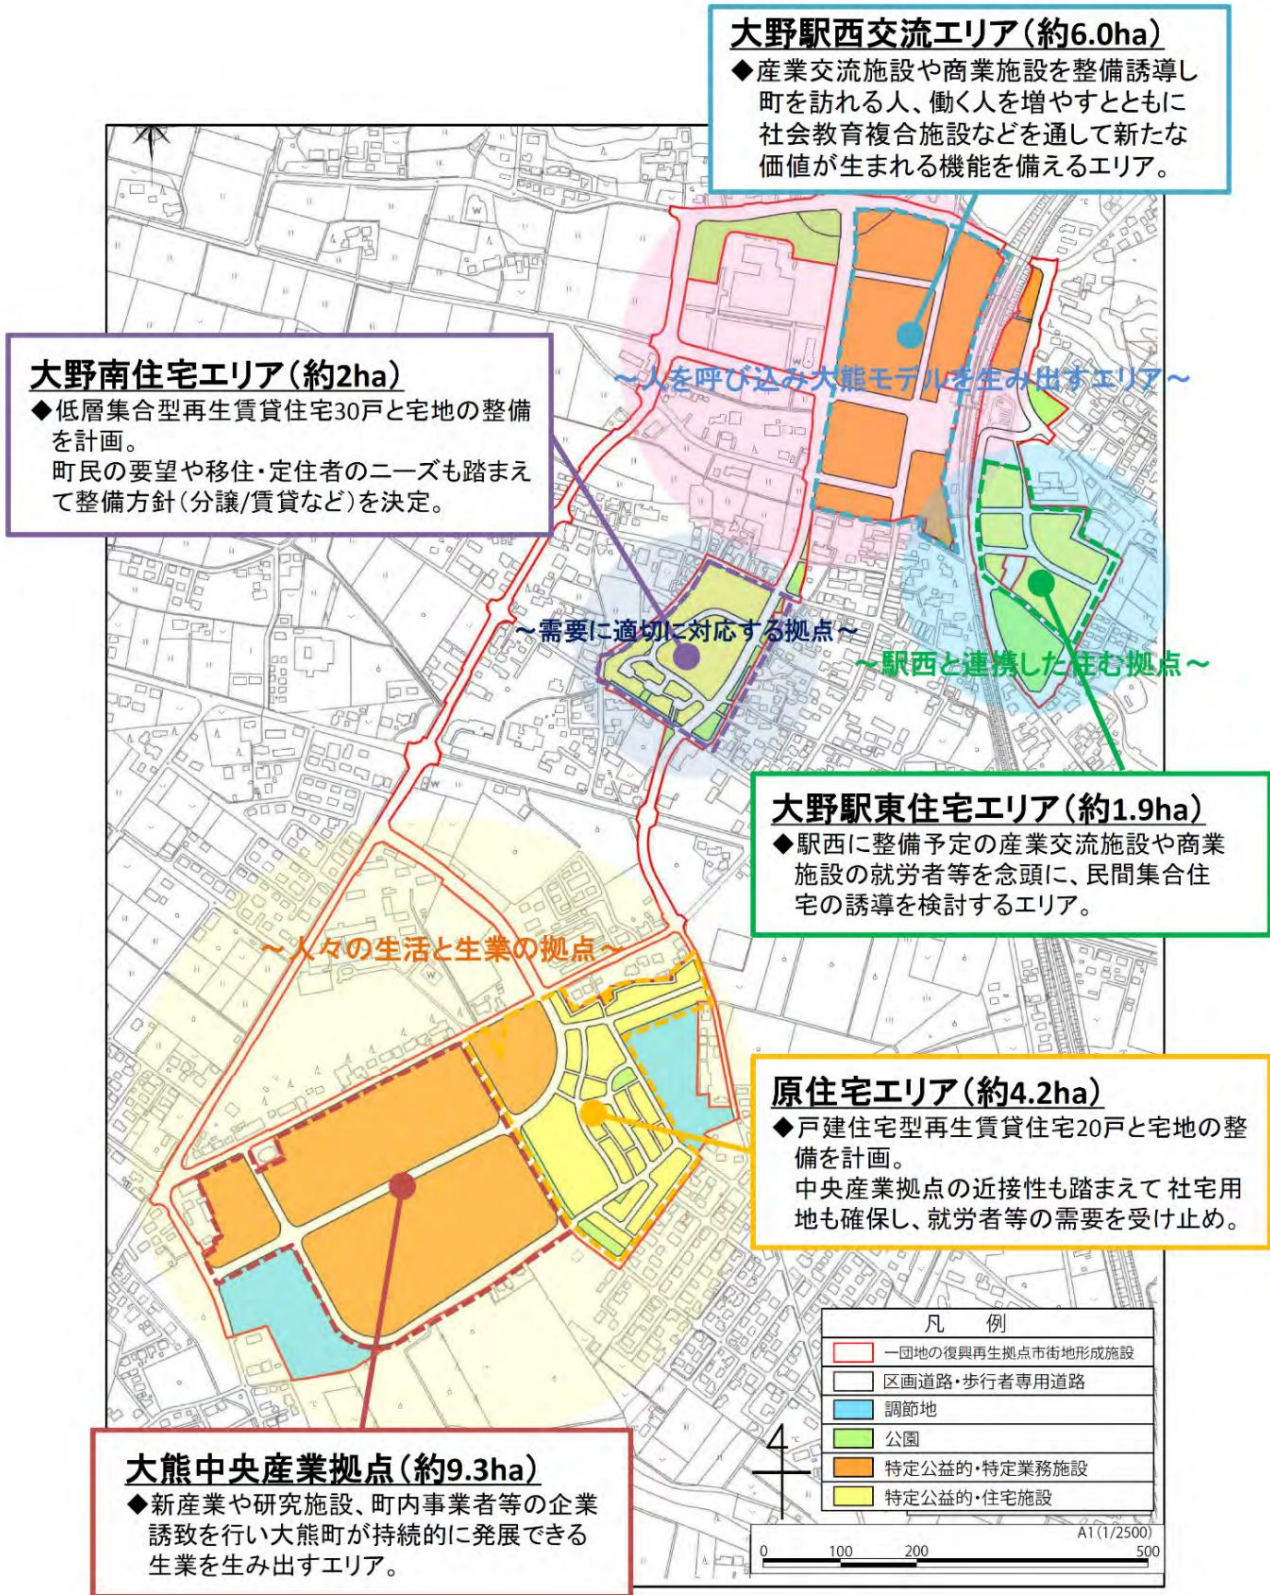 大野駅西交流エリア(約6.0ha)
◆産業交流施設や商業施設を整備誘導し
町を訪れる人、働く人を増やすとともに
社会教育複合施設などを通して新たな
価値が生まれる機能を備えるエリア。
大野南住宅エリア(約2ha)
◆低層集合型再生賃貸住宅30戸と宅地の整備
を計画。
町民の要望や移住・定住者のニーズも踏まえ
て整備方針(分譲/賃貸など)を決定。
～人を呼び込み大熊モデルを生み出すエリア～
～需要に適切に対応する拠点～
～駅西と連携した住む拠点～
大野駅東住宅エリア(約1.9ha)
◆駅西に整備予定の産業交流施設や商業
施設の就労者等を念頭に、民間集合住
宅の誘導を検討するエリア。
～人々の生活と生業の拠点～
原住宅エリア(約4.2ha)
◆戸建住宅型再生賃貸住宅20戸と宅地の整
備を計画。
中央産業拠点の近接性も踏まえて社宅用
地も確保し、就労者等の需要を受け止め。
凡 例
一団地の復興再生拠点市街地形成施設
区画道路・歩行者専用道路
調節地
公園
特定公益的・特定業務施設
特定公益的・住宅施設
A1(1/2500)
0 100 200 500
大熊中央産業拠点(約9.3ha)
◆新産業や研究施設、町内事業者等の企業
誘致を行い大熊町が持続的に発展できる
生業を生み出すエリア。